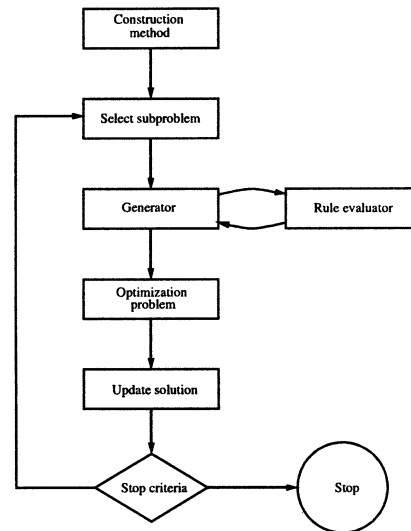 Construction
method
Select subproblem
Generator
Rule evaluator
Optimization
problem
Update solution
Stop criteria
Stop